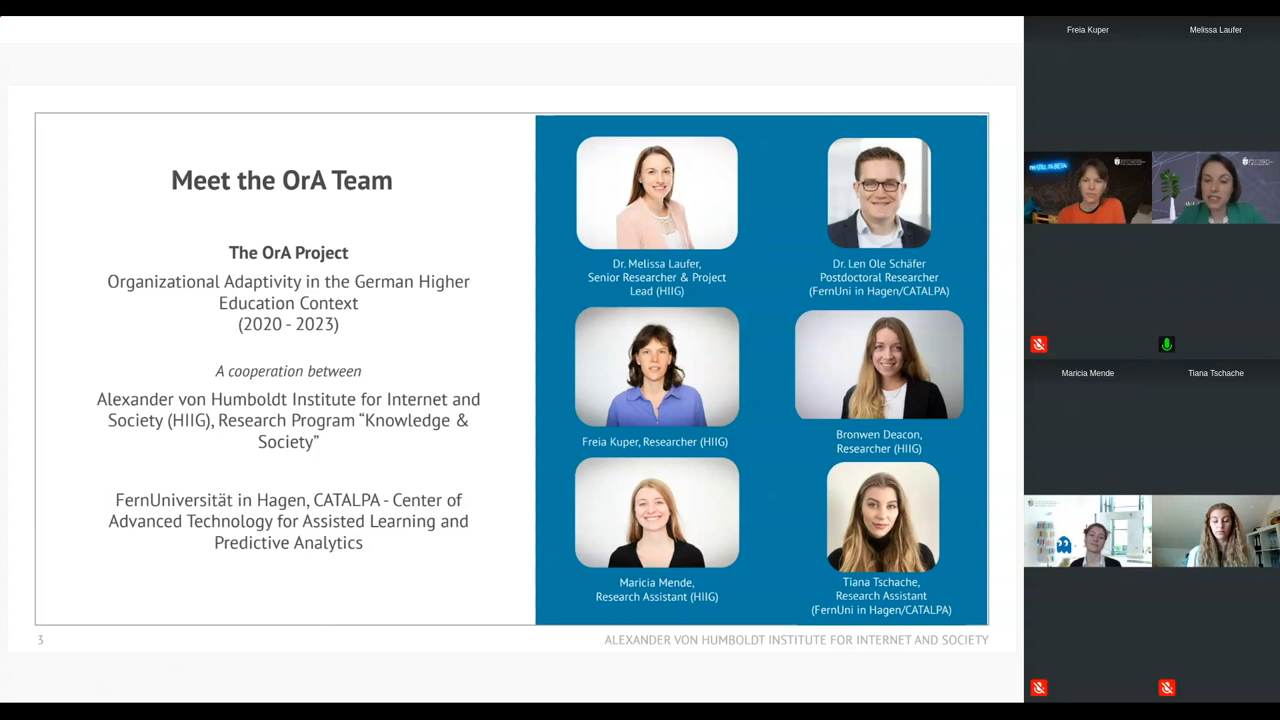 Meet the OrA Team
The OrA Project
Organizational Adaptivity in the German Higher
Education Context
(2020 - 2023)
A cooperation between
Alexander von Humboldt Institute for Internet and
Society (HIIG), Research Program “Knowledge &
Society”
FernUniversität in Hagen, CATALPA - Center of
Advanced Technology for Assisted Learning and
Predictive Analytics
Dr. Melissa Laufer,
Senior Researcher & Project
Lead (HIIG)
Dr. Len Ole Schäfer
Postdoctoral Researcher
(FernUni in Hagen/CATALPA)
Freia Kuper, Researcher (HIIG)
Bronwen Deacon,
Researcher (HIIG)
Maricia Mende,
Research Assistant (HIIG)
Tiana Tschache,
Research Assistant
(FernUni in Hagen/CATALPA)
3
ALEXANDER VON HUMBOLDT INSTITUTE FOR INTERNET AND SOCIETY
Freia Kuper
Melissa Laufer
Maricia Mende
Tiana Tschache